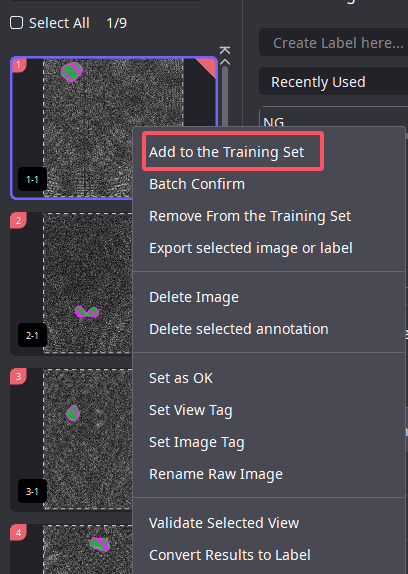 Select All 1/9
Create Label here...
Recently Used
NG
1
1-1
Add to the Training Set
Batch Confirm
Remove From the Training Set
Export selected image or label
2
2-1
Delete Image
Delete selected annotation
3
3-1
Set as OK
Set View Tag
Set Image Tag
Rename Raw Image
4
Validate Selected View
Convert Results to Label